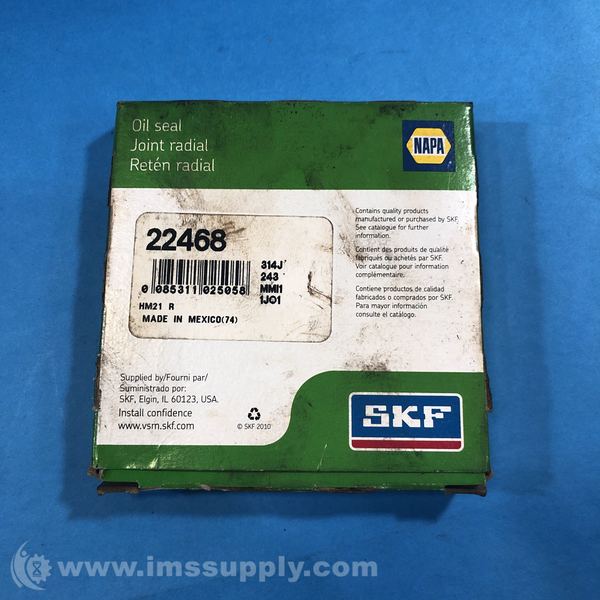 Oil seal
Joint radial
Retén radial
NAPA
22468
314J
243
MMI1
1JO1
0 085311 025058
HM21 R
MADE IN MEXICO(74)
Contains quality products
manufactured or purchased by SKF.
See catalogue for further
information.
Contient des produits de qualité
fabriqués ou achetés par SKF.
Voir catalogue pour information
complémentaire.
Contiene productos de calidad
fabricados o comprados por SKF.
Para mayor información
consulte el catálogo.
Supplied by/Fourni par/
Suministrado por:
SKF, Elgin, IL 60123, USA.
Install confidence
www.vsm.skf.com
© SKF 2010
SKF
www.imssupply.com